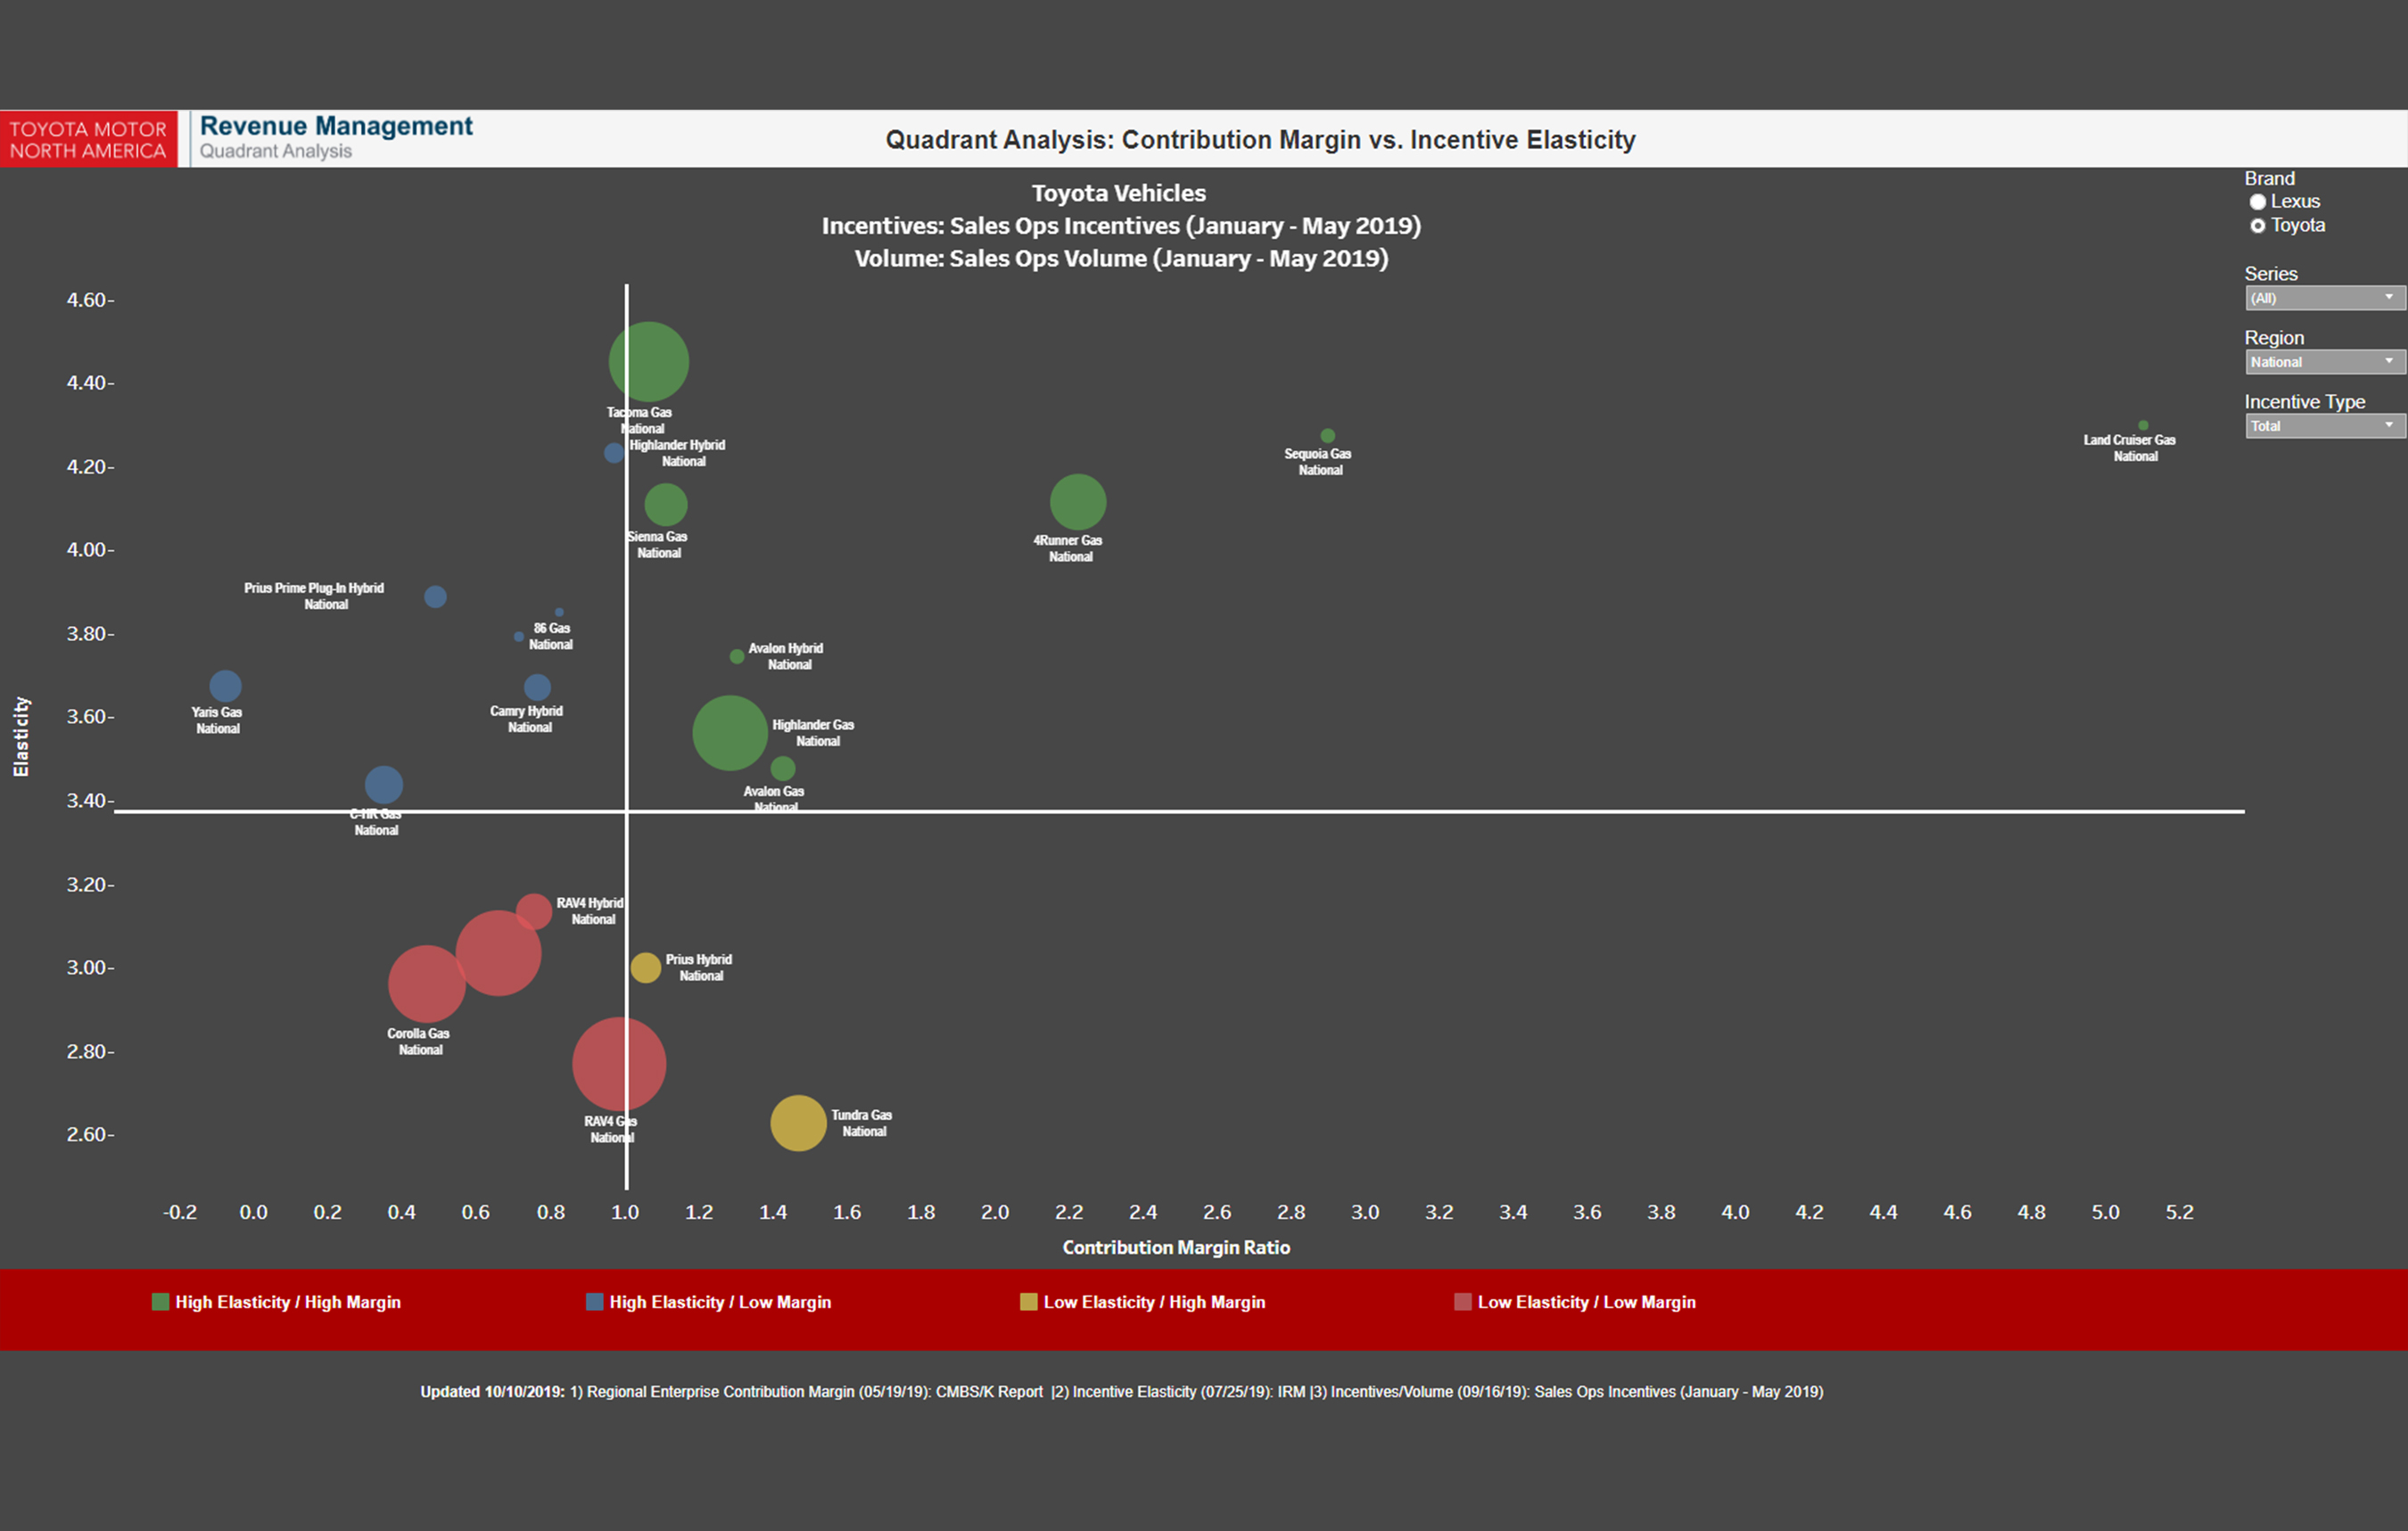 TOYOTA MOTOR
NORTH AMERICA
Revenue Management
Quadrant Analysis
Quadrant Analysis: Contribution Margin vs. Incentive Elasticity
Toyota Vehicles
Incentives: Sales Ops Incentives (January - May 2019)
Volume: Sales Ops Volume (January - May 2019)
Brand
Lexus
Toyota
Series
(All)
Region
National
Incentive Type
Total
4.60
4.40
4.20
4.00
3.80
3.60
3.40
3.20
3.00
2.80
2.60
Elasticity
Tacoma Gas
National
Highlander Hybrid
National
Sienna Gas
National
4Runner Gas
National
Sequoia Gas
National
Land Cruiser Gas
National
Prius Prime Plug-In Hybrid
National
86 Gas
National
Avalon Hybrid
National
Yaris Gas
National
Camry Hybrid
National
Highlander Gas
National
Avalon Gas
National
C-HR Gas
National
RAV4 Hybrid
National
Prius Hybrid
National
Corolla Gas
National
RAV4 Gas
National
Tundra Gas
National
-0.2 0.0 0.2 0.4 0.6 0.8 1.0 1.2 1.4 1.6 1.8 2.0 2.2 2.4 2.6 2.8 3.0 3.2 3.4 3.6 3.8 4.0 4.2 4.4 4.6 4.8 5.0 5.2
Contribution Margin Ratio
High Elasticity / High Margin
High Elasticity / Low Margin
Low Elasticity / High Margin
Low Elasticity / Low Margin
Updated 10/10/2019: 1) Regional Enterprise Contribution Margin (05/19/19): CMBS/K Report |2) Incentive Elasticity (07/25/19): IRM |3) Incentives/Volume (09/16/19): Sales Ops Incentives (January - May 2019)